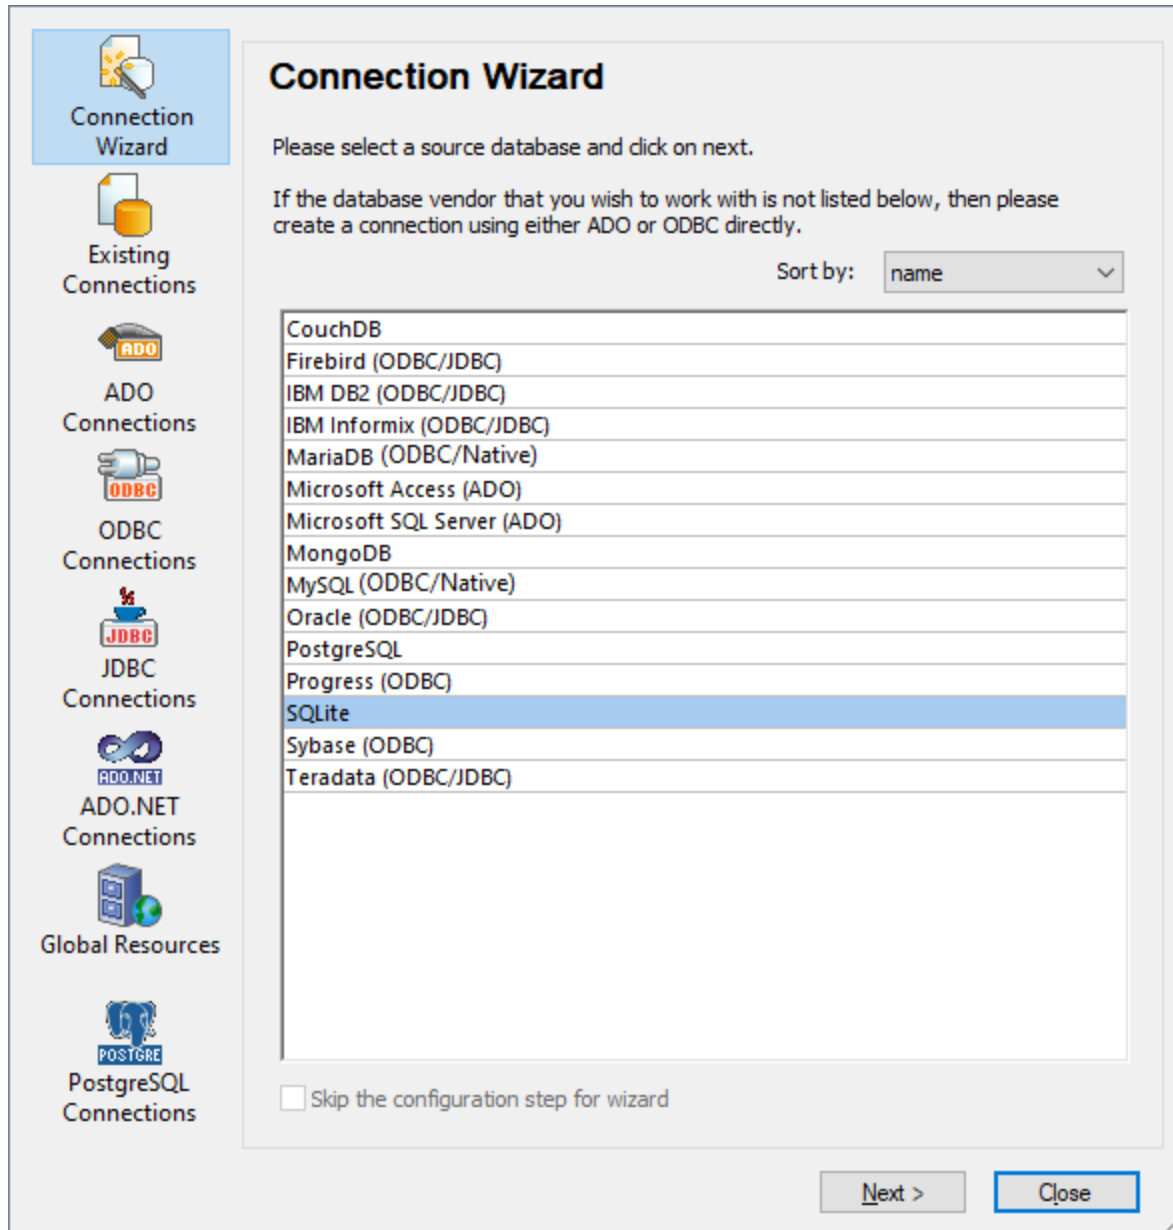 Connection
Wizard
Existing
Connections
ADO
ADO
Connections
ODBC
ODBC
Connections
JDBC
JDBC
Connections
ADO.NET
ADO.NET
Connections
Global Resources
POSTGRE
PostgreSQL
Connections
Connection Wizard
Please select a source database and click on next.
If the database vendor that you wish to work with is not listed below, then please
create a connection using either ADO or ODBC directly.
Sort by: name
CouchDB
Firebird (ODBC/JDBC)
IBM DB2 (ODBC/JDBC)
IBM Informix (ODBC/JDBC)
MariaDB (ODBC/Native)
Microsoft Access (ADO)
Microsoft SQL Server (ADO)
MongoDB
MySQL (ODBC/Native)
Oracle (ODBC/JDBC)
PostgreSQL
Progress (ODBC)
SQLite
Sybase (ODBC)
Teradata (ODBC/JDBC)
Skip the configuration step for wizard
Next >
Close